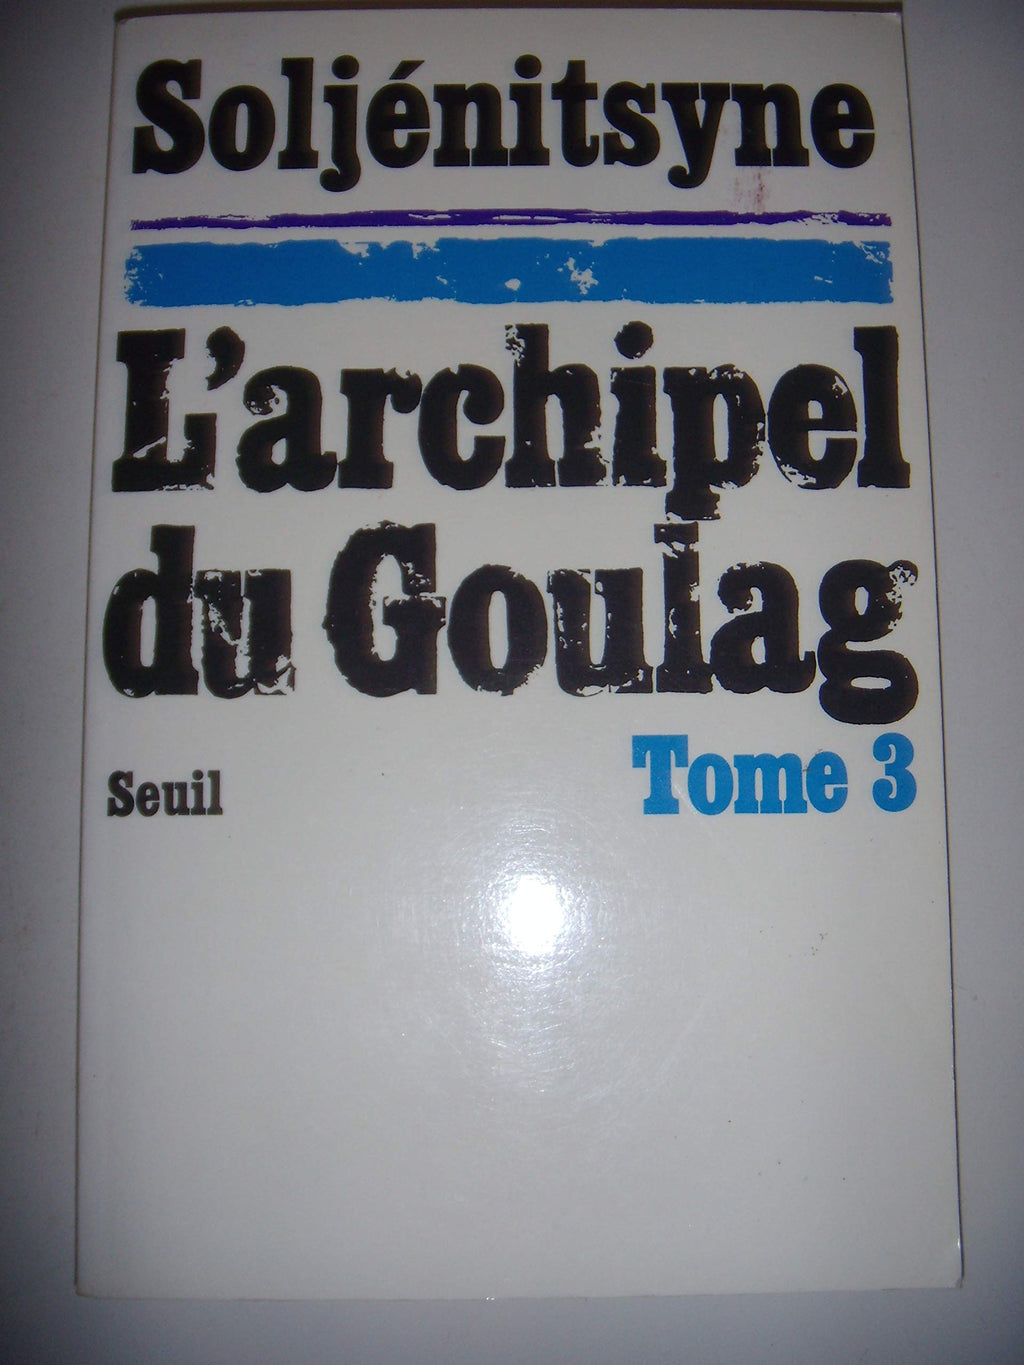 Soljénitsyne
L'archipel
du Goulag
Tome 3
Seuil